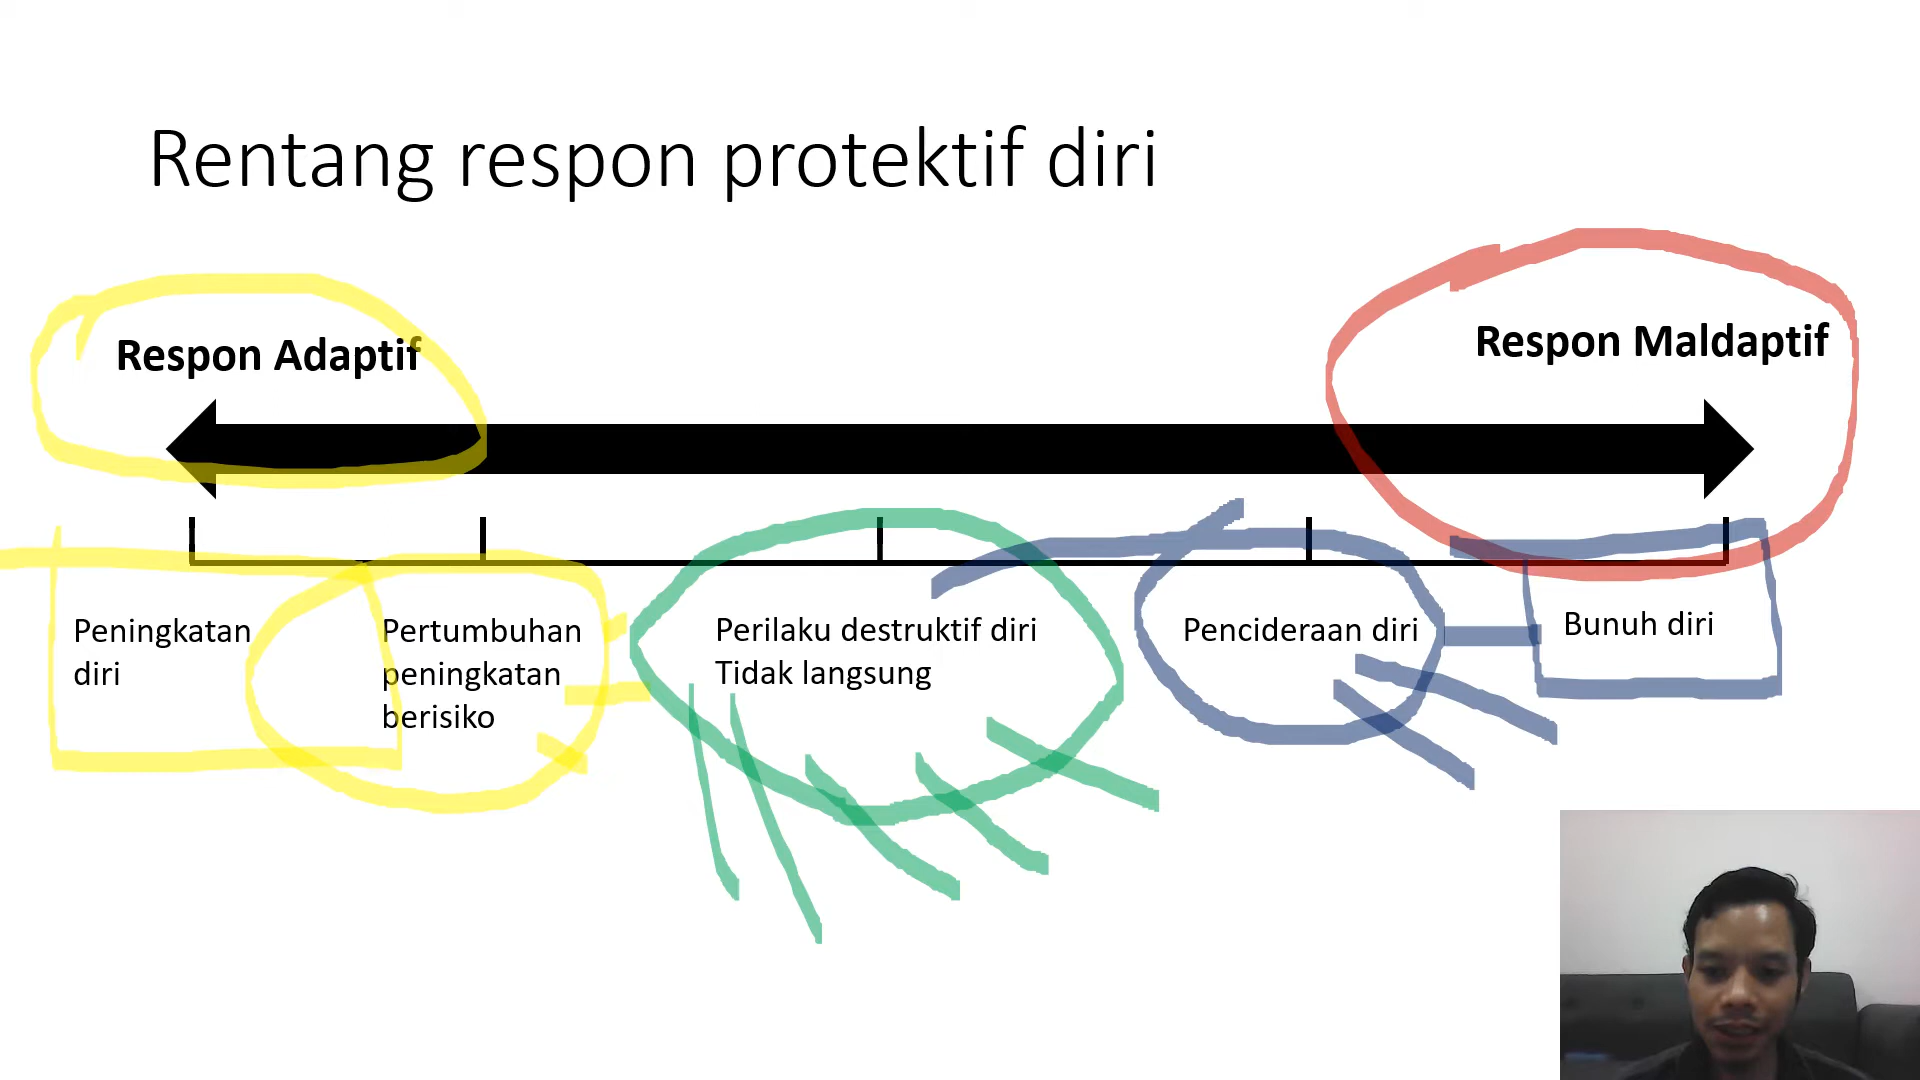 Rentang respon protektif diri
Respon Adaptif
Respon Maldaptif
Peningkatan
diri
Pertumbuhan
peningkatan
berisiko
Perilaku destruktif diri
Tidak langsung
Pencideraan diri
Bunuh diri